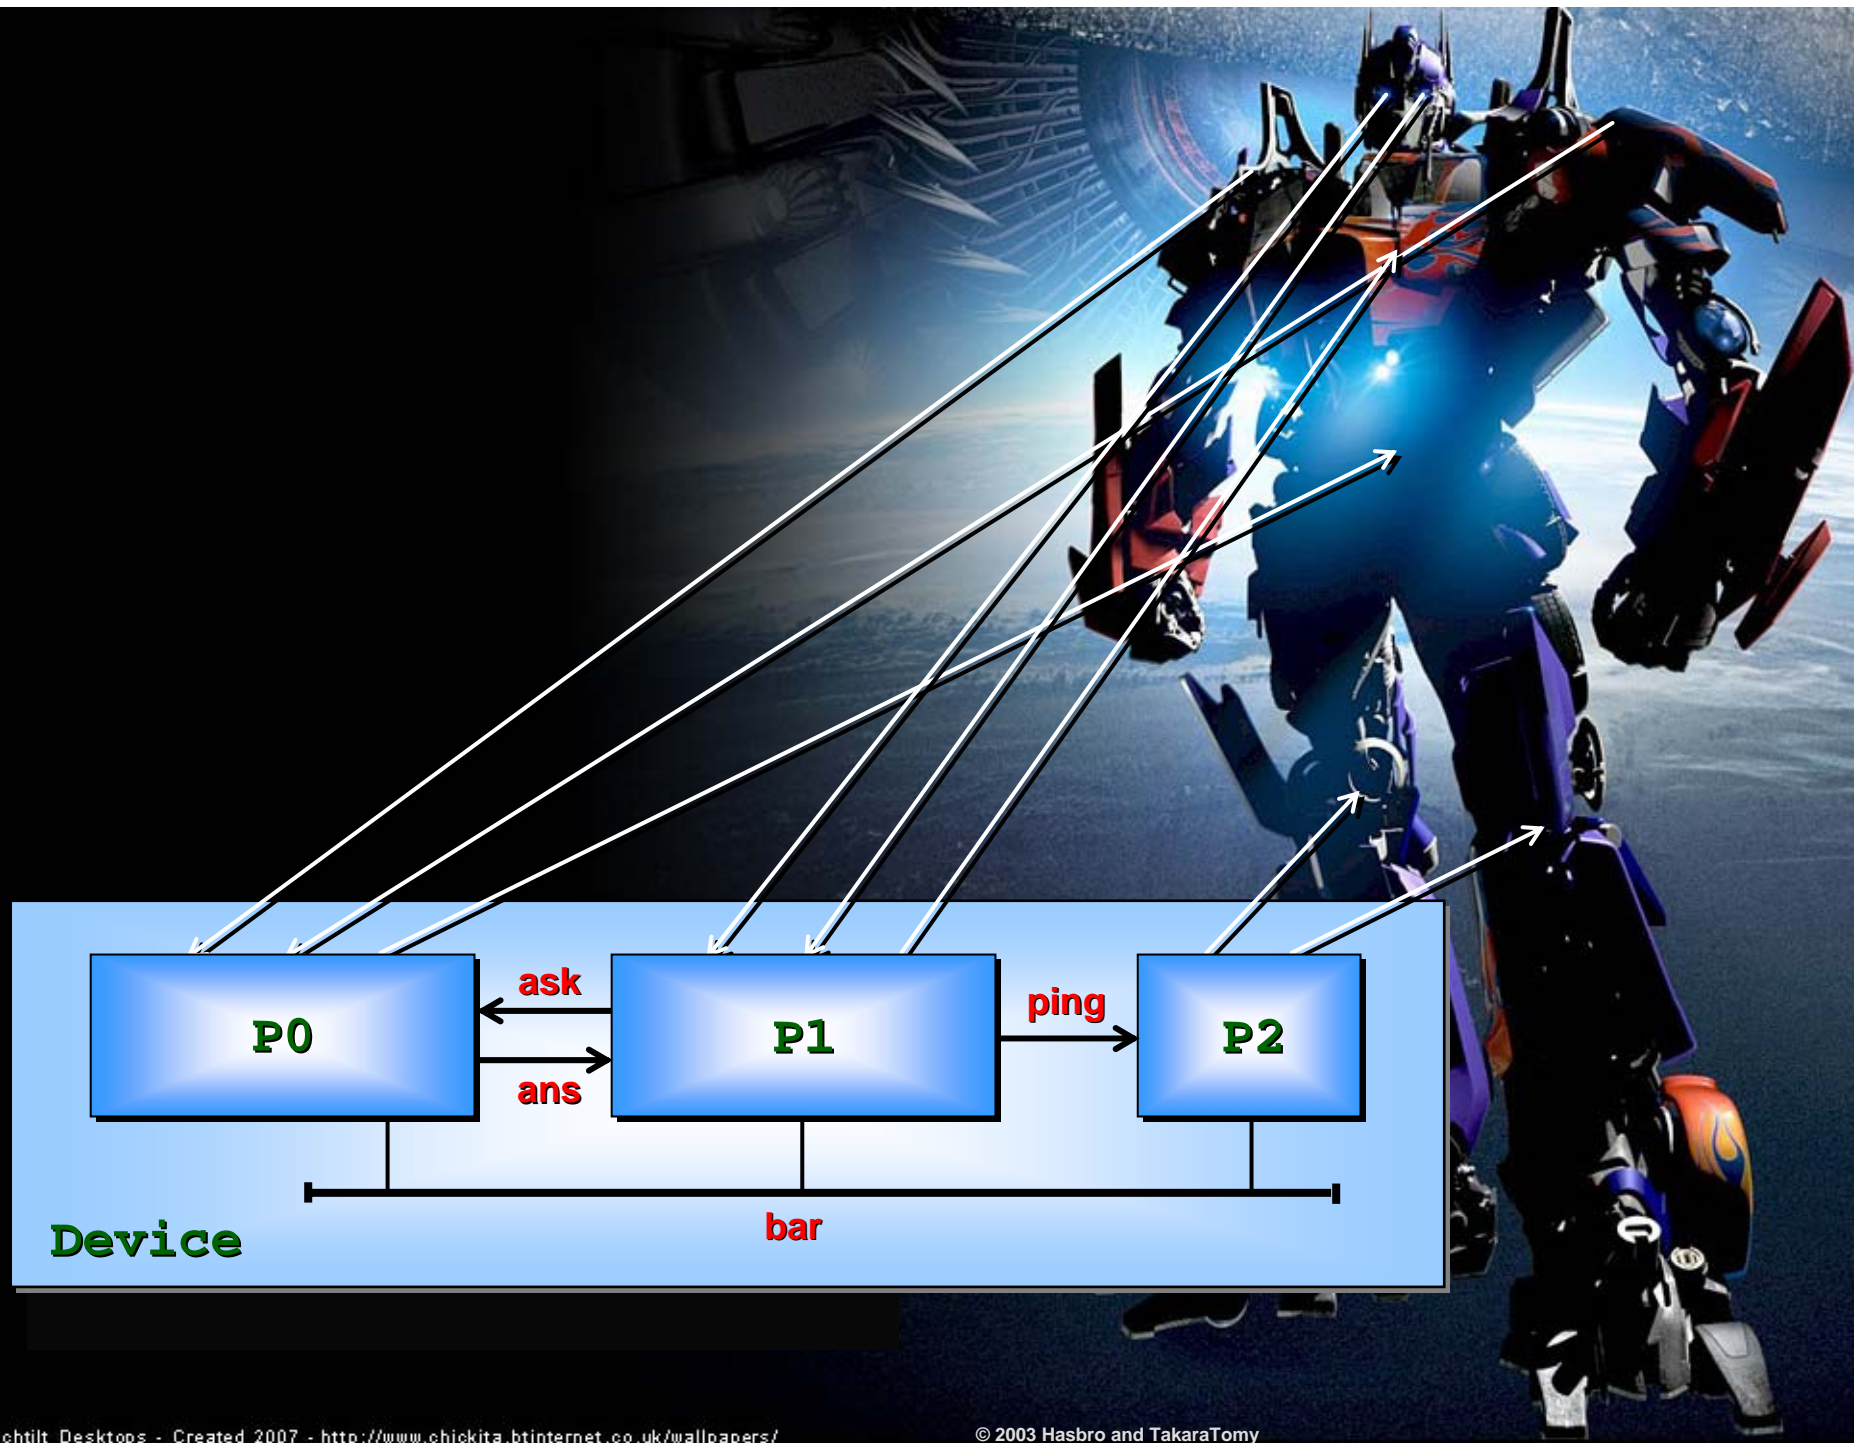 ask
ping
P0
P1
P2
ans
bar
Device
chtilt Desktops - Created 2007 - http://www.chickita.btinternet.co.uk/wallpapers/
© 2003 Hasbro and TakaraTomy